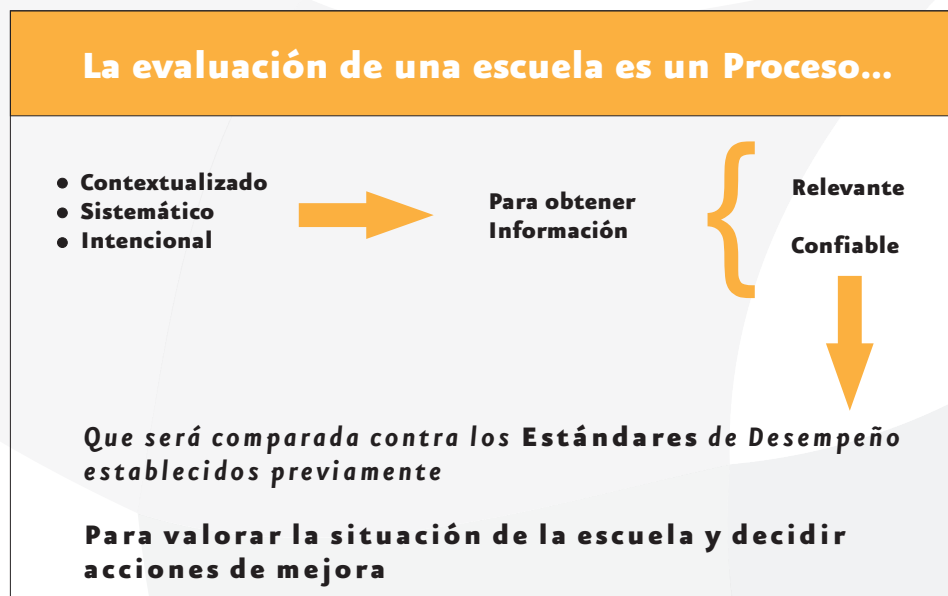 La evaluación de una escuela es un Proceso...
• Contextualizado
• Sistemático
• Intencional
Para obtener
Información
Relevante
Confiable
Que será comparada contra los Estándares de Desempeño
establecidos previamente
Para valorar la situación de la escuela y decidir
acciones de mejora